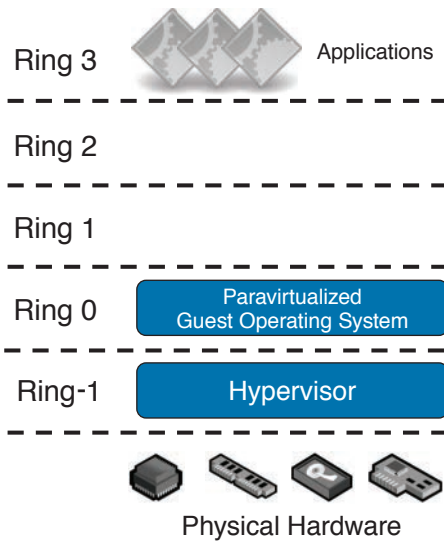 Ring 3
Applications
Ring 2
Ring 1
Ring 0
Paravirtualized
Guest Operating System
Ring-1
Hypervisor
Physical Hardware